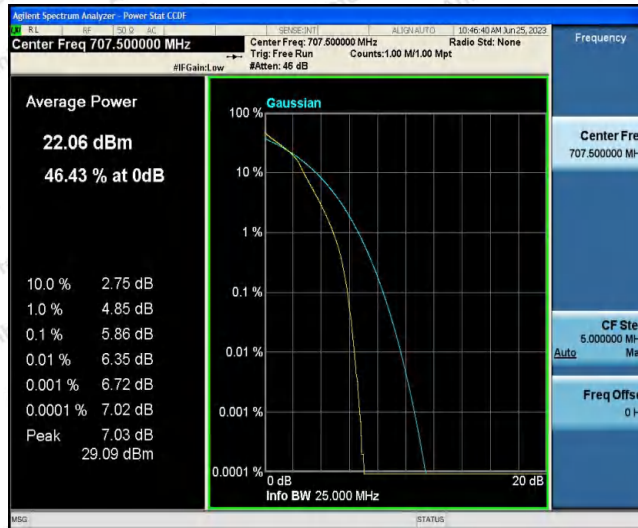 Agilent Spectrum Analyzer - Power Stat CCDF
RL RF 50 Ω AC SENSE:INT ALIGN AUTO 10:46:40 AM Jun 25, 2023
Center Freq 707.500000 MHz
Center Freq: 707.500000 MHz Radio Std: None
Trig: Free Run Counts:1.00 M/1.00 Mpt
#IFGain:Low #Atten: 46 dB
Frequency
Average Power
22.06 dBm
46.43 % at 0dB
10.0 % 2.75 dB
1.0 % 4.85 dB
0.1 % 5.86 dB
0.01 % 6.35 dB
0.001 % 6.72 dB
0.0001 % 7.02 dB
Peak 7.03 dB
29.09 dBm
Gaussian
100 %
10 %
1 %
0.1 %
0.01 %
0.001 %
0.0001 %
0 dB 20 dB
Info BW 25.000 MHz
Center Fre
707.500000 MH
CF Ste
5.000000 MH
Auto Ma
Freq Offse
0 H
MSG STATUS